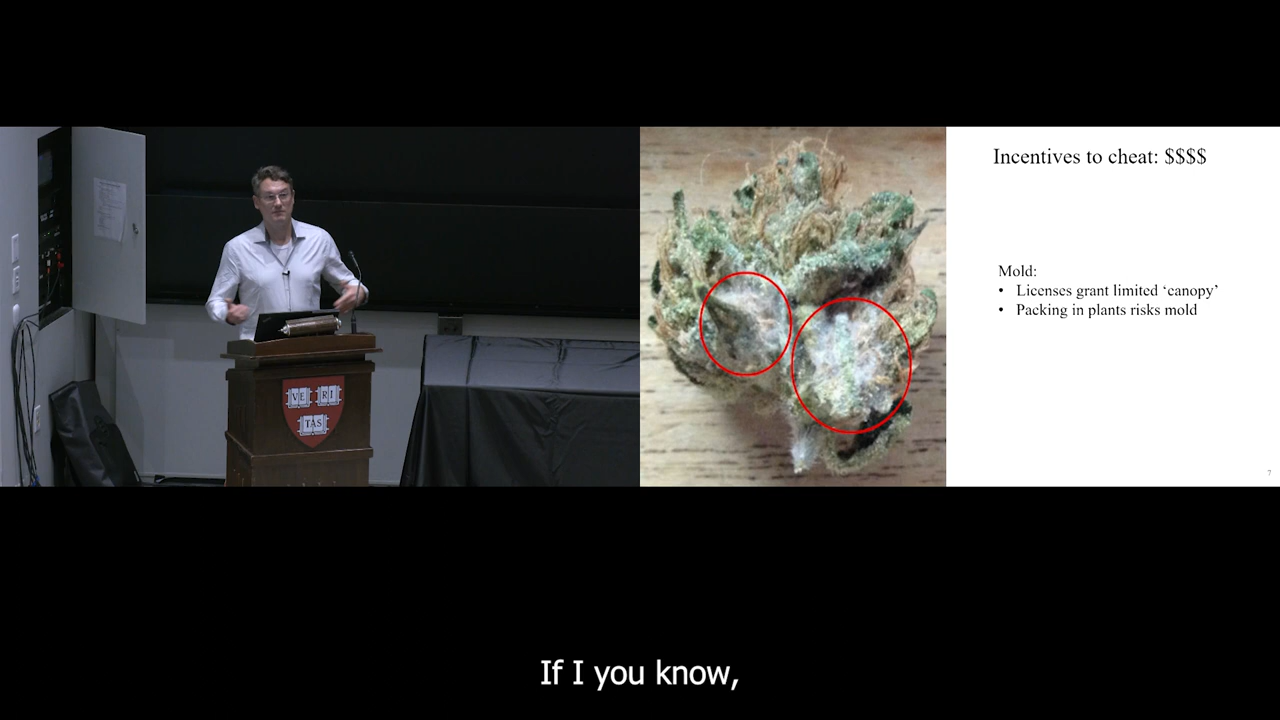 VE RI
TAS
Incentives to cheat: $$$$
Mold:
• Licenses grant limited ‘canopy’
• Packing in plants risks mold
7
If I you know,